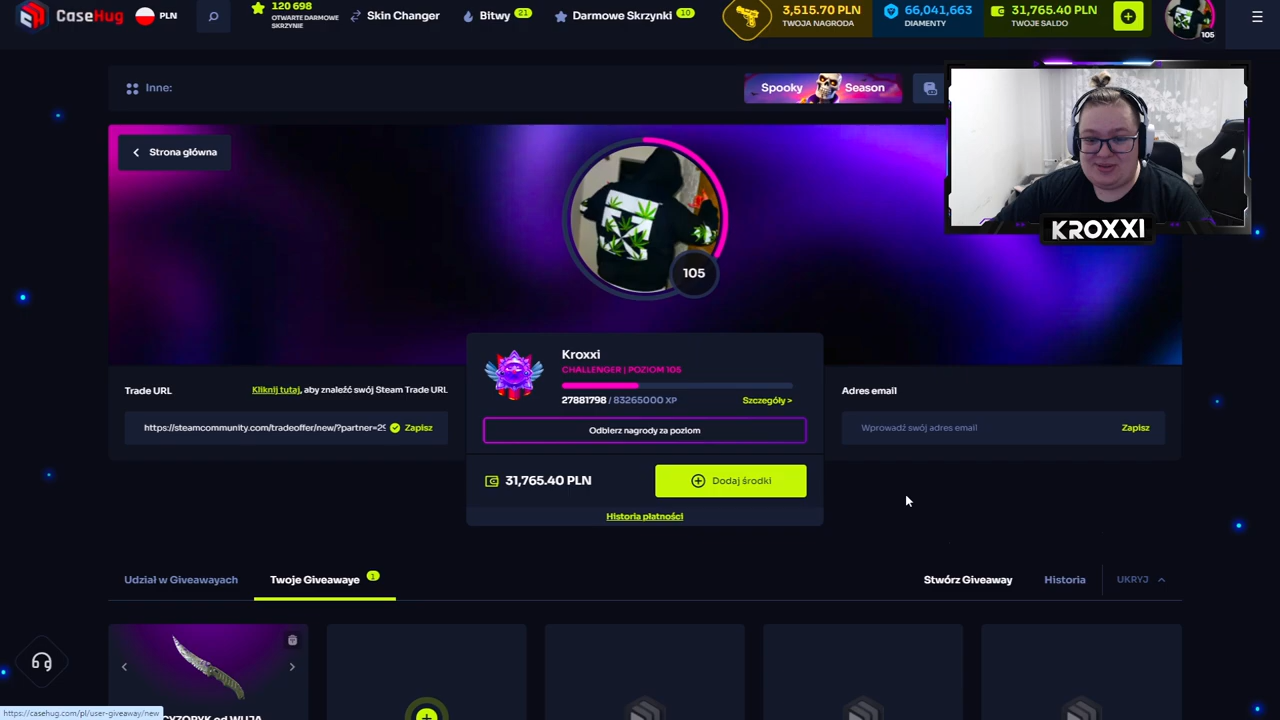 CaseHug
PLN
120 698
OTWARTE DARMOWE
SKRZYNIE
Skin Changer
Bitwy 21
Darmowe Skrzynki 10
3,515.70 PLN
TWOJA NAGRODA
66,041,663
DIAMENTY
31,765.40 PLN
TWOJE SALDO
105
Inne:
Spooky Season
Strona główna
KROXXI
105
Kroxxi
CHALLENGER | POZIOM 105
27881798 / 83265000 XP
Szczegóły >
Odbierz nagrody za poziom
31,765.40 PLN
Dodaj środki
Historia płatności
Trade URL
Kliknij tutaj, aby znaleźć swój Steam Trade URL
https://steamcommunity.com/tradeoffer/new/?partner=29
Zapisz
Adres email
Wprowadź swój adres email
Zapisz
Udział w Giveawayach
Twoje Giveawaye 1
Stwórz Giveaway
Historia
UKRYJ
CYZORYK od WUJA
https://casehug.com/pl/user-giveaway/new